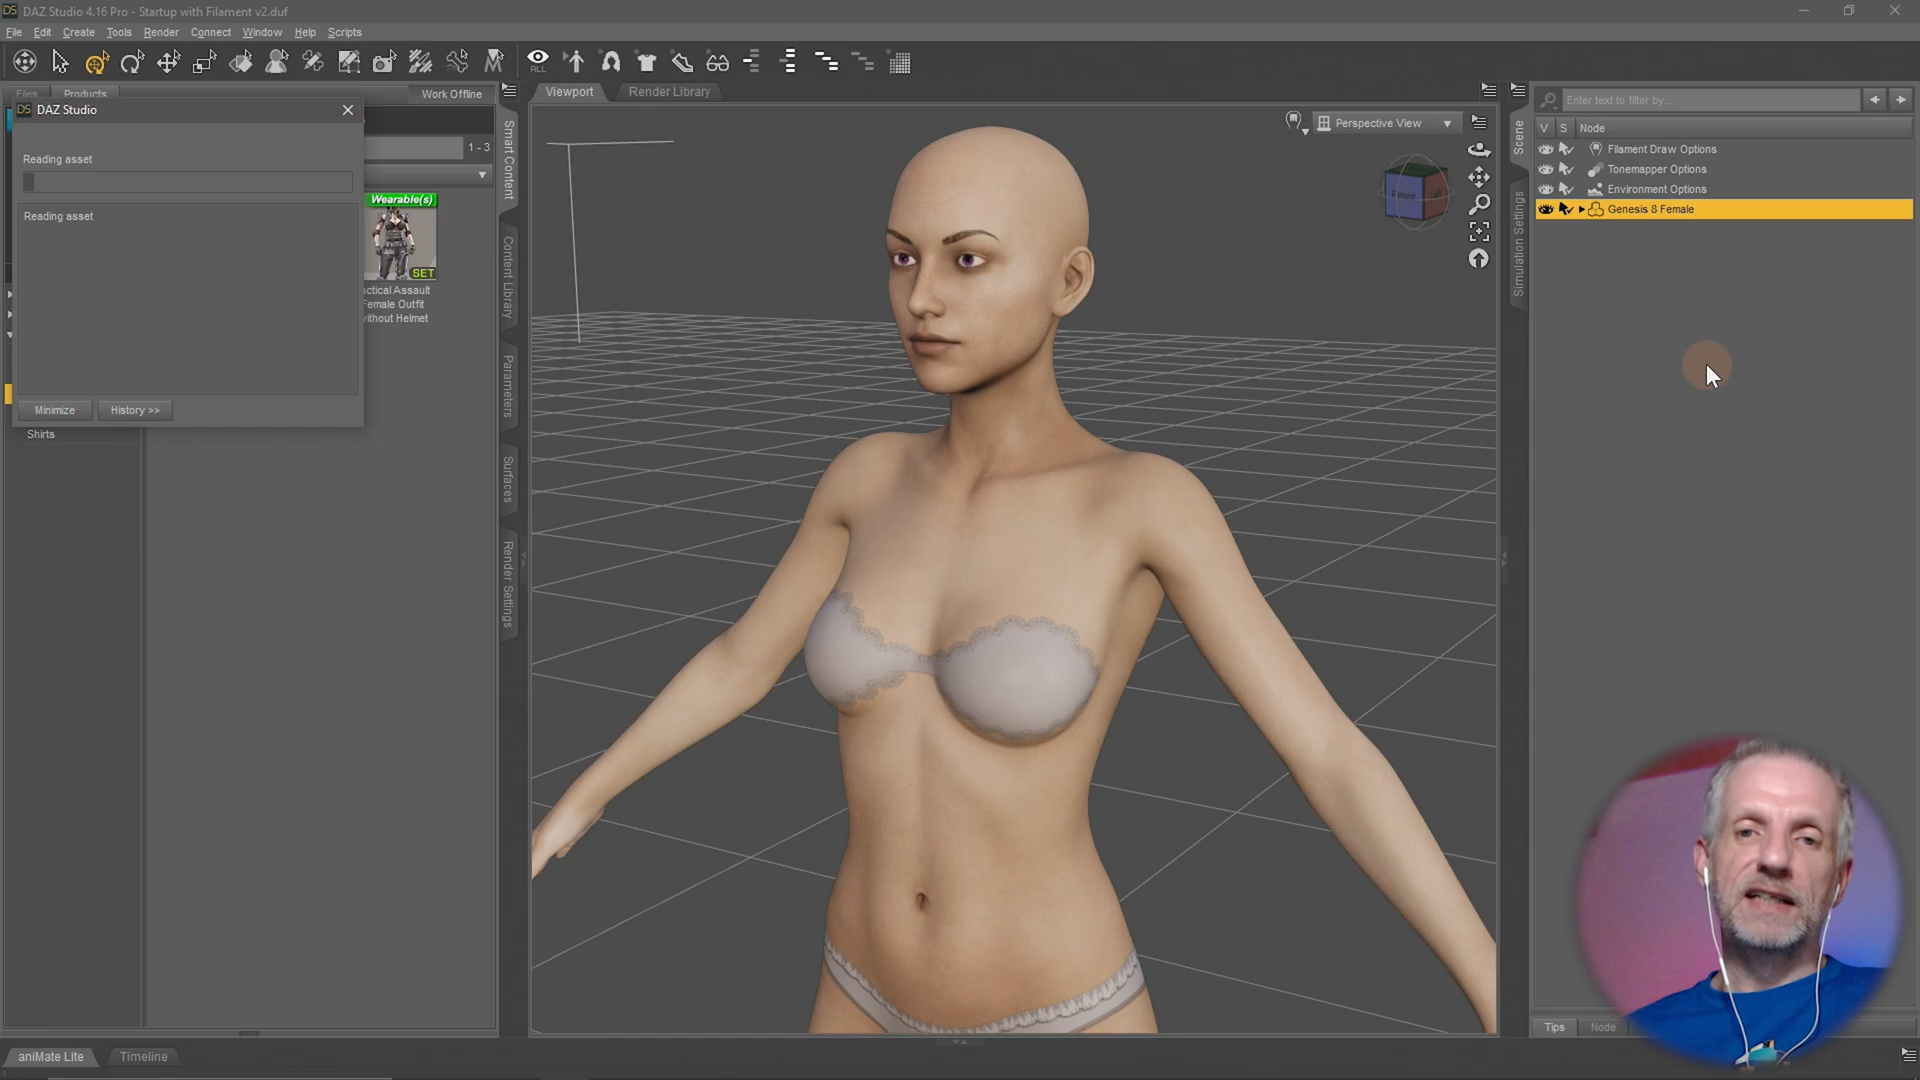 DAZ Studio 4.16 Pro - Startup with Filament v2.duf
File Edit Create Tools Render Connect Window Help Scripts
ALL
Files Products Work Offline
DAZ Studio
Reading asset
Reading asset
Minimize History >>
Shirts
1 - 3
Wearable(s)
SET
actical Assault
Female Outfit
without Helmet
Smart Content
Content Library
Parameters
Surfaces
Render Settings
Viewport Render Library
Perspective View
Front
Scene
Simulation Settings
Enter text to filter by...
V S Node
Filament Draw Options
Tonemapper Options
Environment Options
Genesis 8 Female
Tips Node
aniMate Lite Timeline